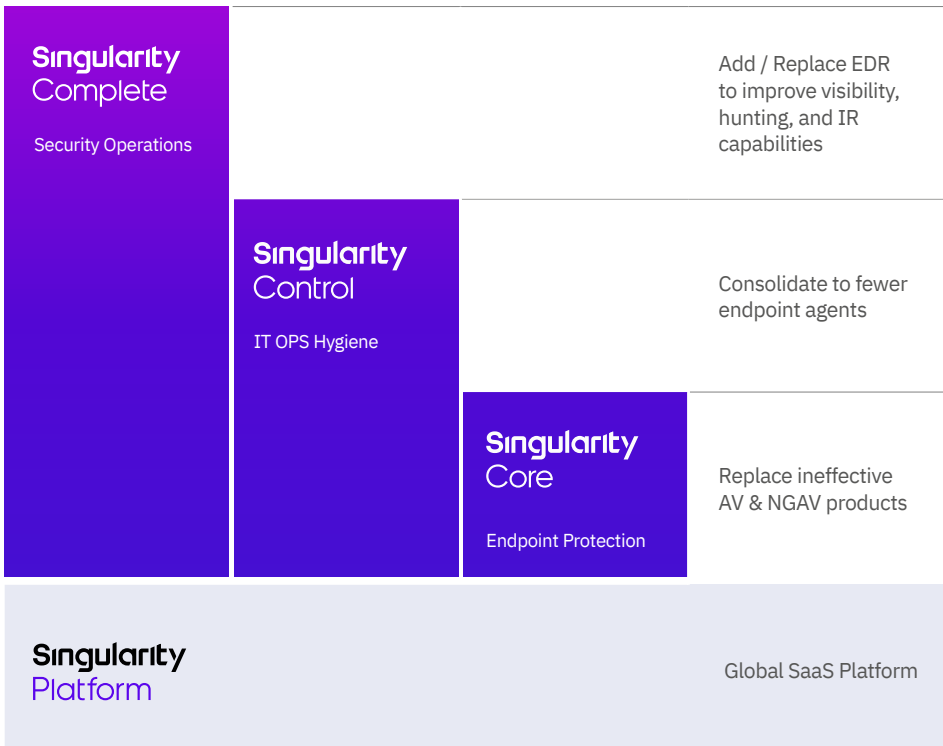 Singularity
Complete
Security Operations
Add / Replace EDR
to improve visibility,
hunting, and IR
capabilities
Singularity
Control
IT OPS Hygiene
Consolidate to fewer
endpoint agents
Singularity
Core
Endpoint Protection
Replace ineffective
AV & NGAV products
Singularity
Platform
Global SaaS Platform